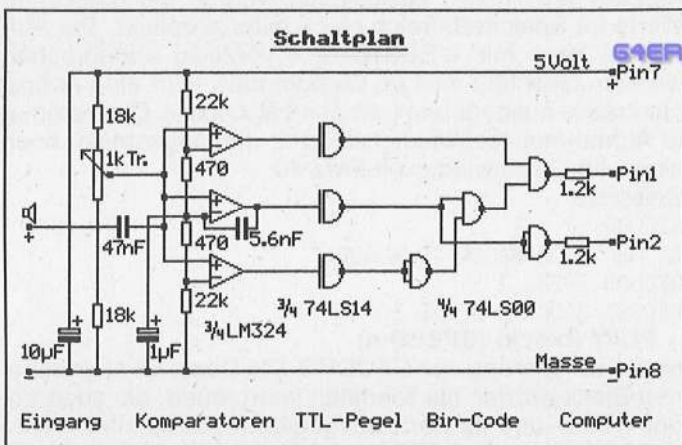 Schaltplan
64ER
5Volt
+
Pin7
22k
18k
1k Tr.
470
Pin1
1.2k
47nF
5.6nF
470
Pin2
1.2k
22k
3/4 74LS14
4/4 74LS00
18k
3/4 LM324
10µF
1µF
Masse
Pin8
Eingang Komparatoren TTL-Pegel Bin-Code Computer